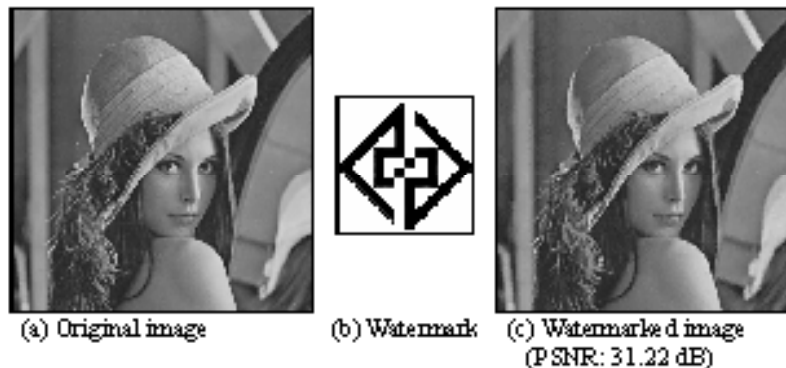 (a) Original image
(b) Watermark
(c) Watermarked image
(PSNR: 31.22 dB)